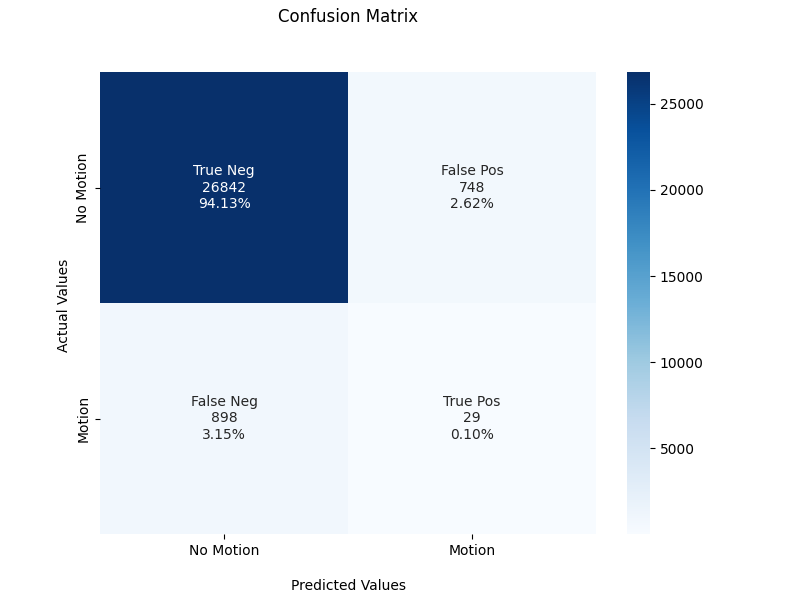 Confusion Matrix
True Neg
26842
94.13%
False Pos
748
2.62%
False Neg
898
3.15%
True Pos
29
0.10%
No Motion
Motion
Actual Values
No Motion
Motion
Predicted Values
25000
20000
15000
10000
5000